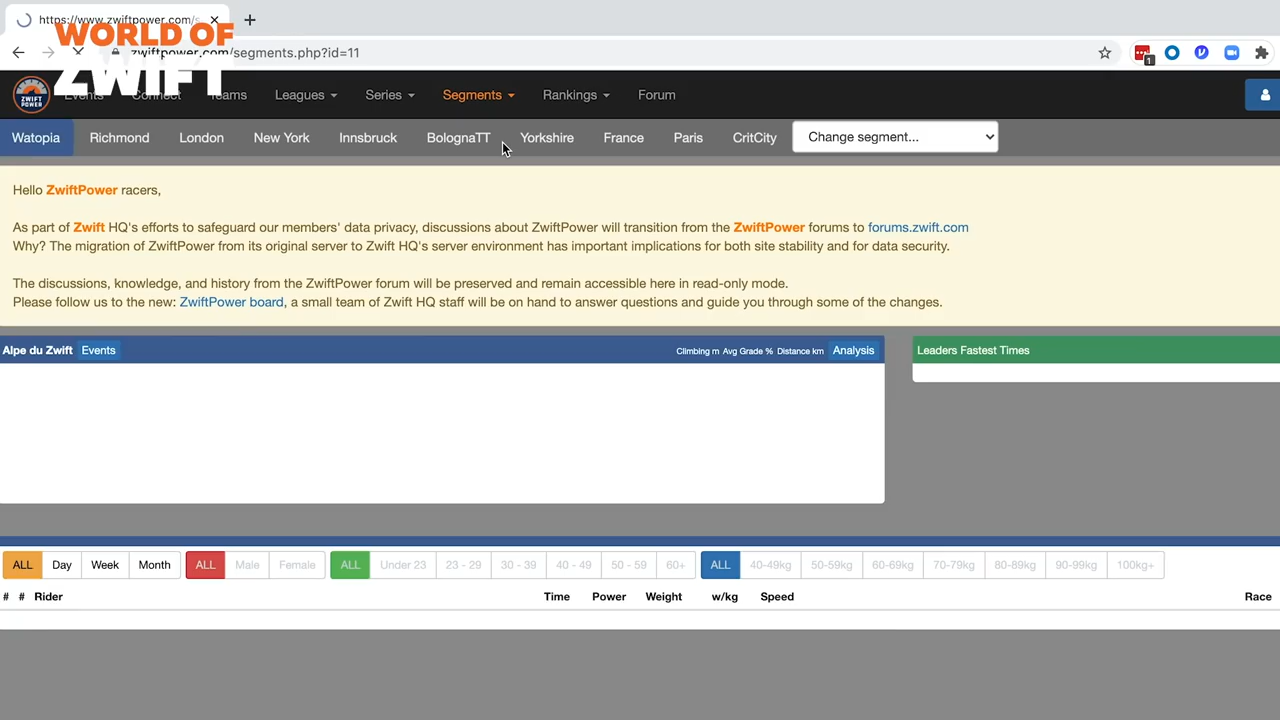 https://www.zwiftpower.com/s
WORLD OF
ZWIFT
zwiftpower.com/segments.php?id=11
1
ZWIFT
POWER
Events Connect Teams Leagues Series Segments Rankings Forum
Watopia Richmond London New York Innsbruck BolognaTT Yorkshire France Paris CritCity Change segment...
Hello ZwiftPower racers,
As part of Zwift HQ's efforts to safeguard our members' data privacy, discussions about ZwiftPower will transition from the ZwiftPower forums to forums.zwift.com
Why? The migration of ZwiftPower from its original server to Zwift HQ's server environment has important implications for both site stability and for data security.
The discussions, knowledge, and history from the ZwiftPower forum will be preserved and remain accessible here in read-only mode.
Please follow us to the new: ZwiftPower board, a small team of Zwift HQ staff will be on hand to answer questions and guide you through some of the changes.
Alpe du Zwift Events Climbing m Avg Grade % Distance km Analysis Leaders Fastest Times
ALL Day Week Month ALL Male Female ALL Under 23 23 - 29 30 - 39 40 - 49 50 - 59 60+ ALL 40-49kg 50-59kg 60-69kg 70-79kg 80-89kg 90-99kg 100kg+
# # Rider Time Power Weight w/kg Speed Race